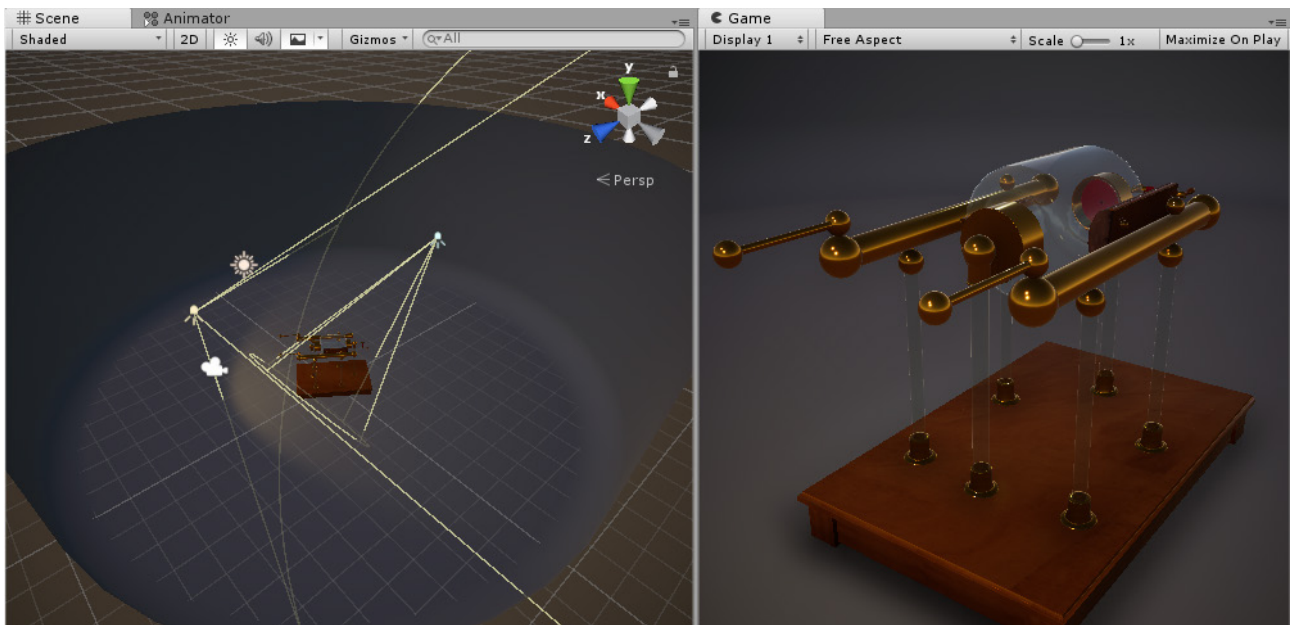 Scene Animator
Shaded 2D Gizmos All
y
x
z
Persp
Game
Display 1 Free Aspect Scale 1x Maximize On Play